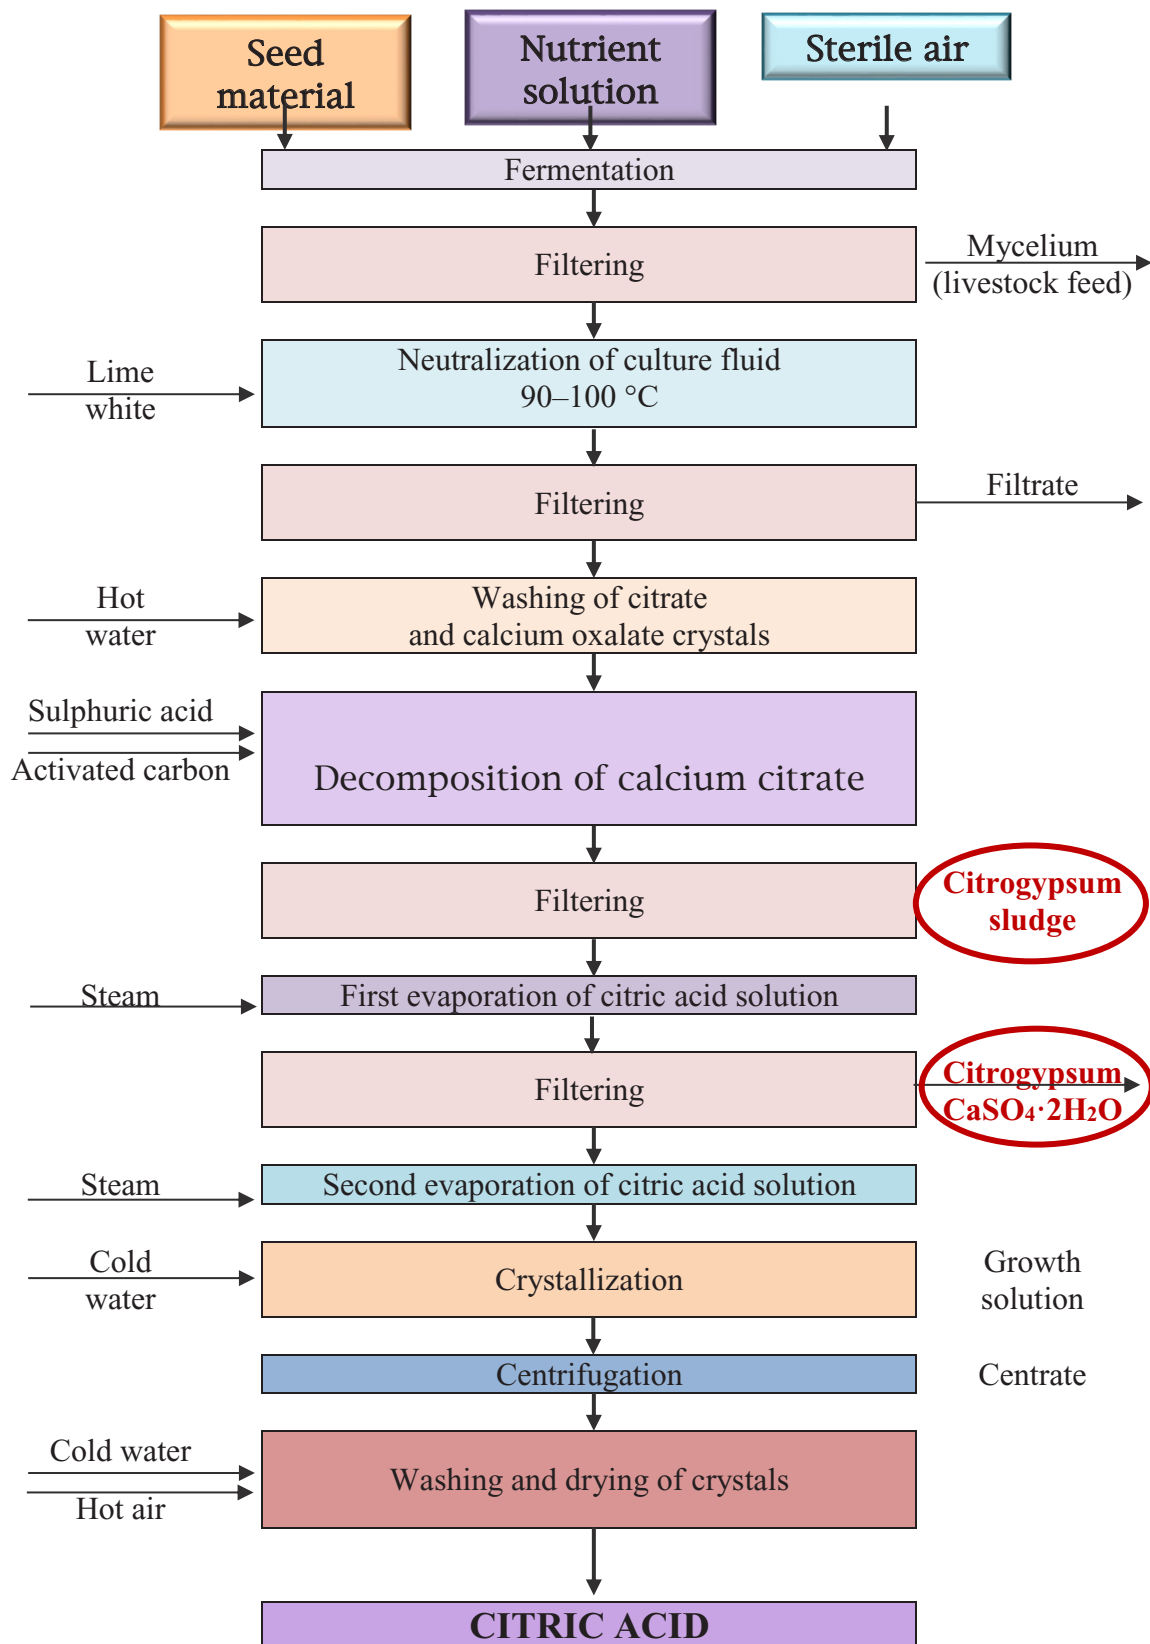 Seed
material
Nutrient
solution
Sterile air
Fermentation
Filtering
Mycelium
(livestock feed)
Lime
white
Neutralization of culture fluid
90–100 °C
Filtering
Filtrate
Hot
water
Washing of citrate
and calcium oxalate crystals
Sulphuric acid
Activated carbon
Decomposition of calcium citrate
Filtering
Citrogypsum
sludge
Steam
First evaporation of citric acid solution
Filtering
Citrogypsum
CaSO₄·2H₂O
Steam
Second evaporation of citric acid solution
Cold
water
Crystallization
Growth
solution
Centrifugation
Centrate
Cold water
Hot air
Washing and drying of crystals
CITRIC ACID